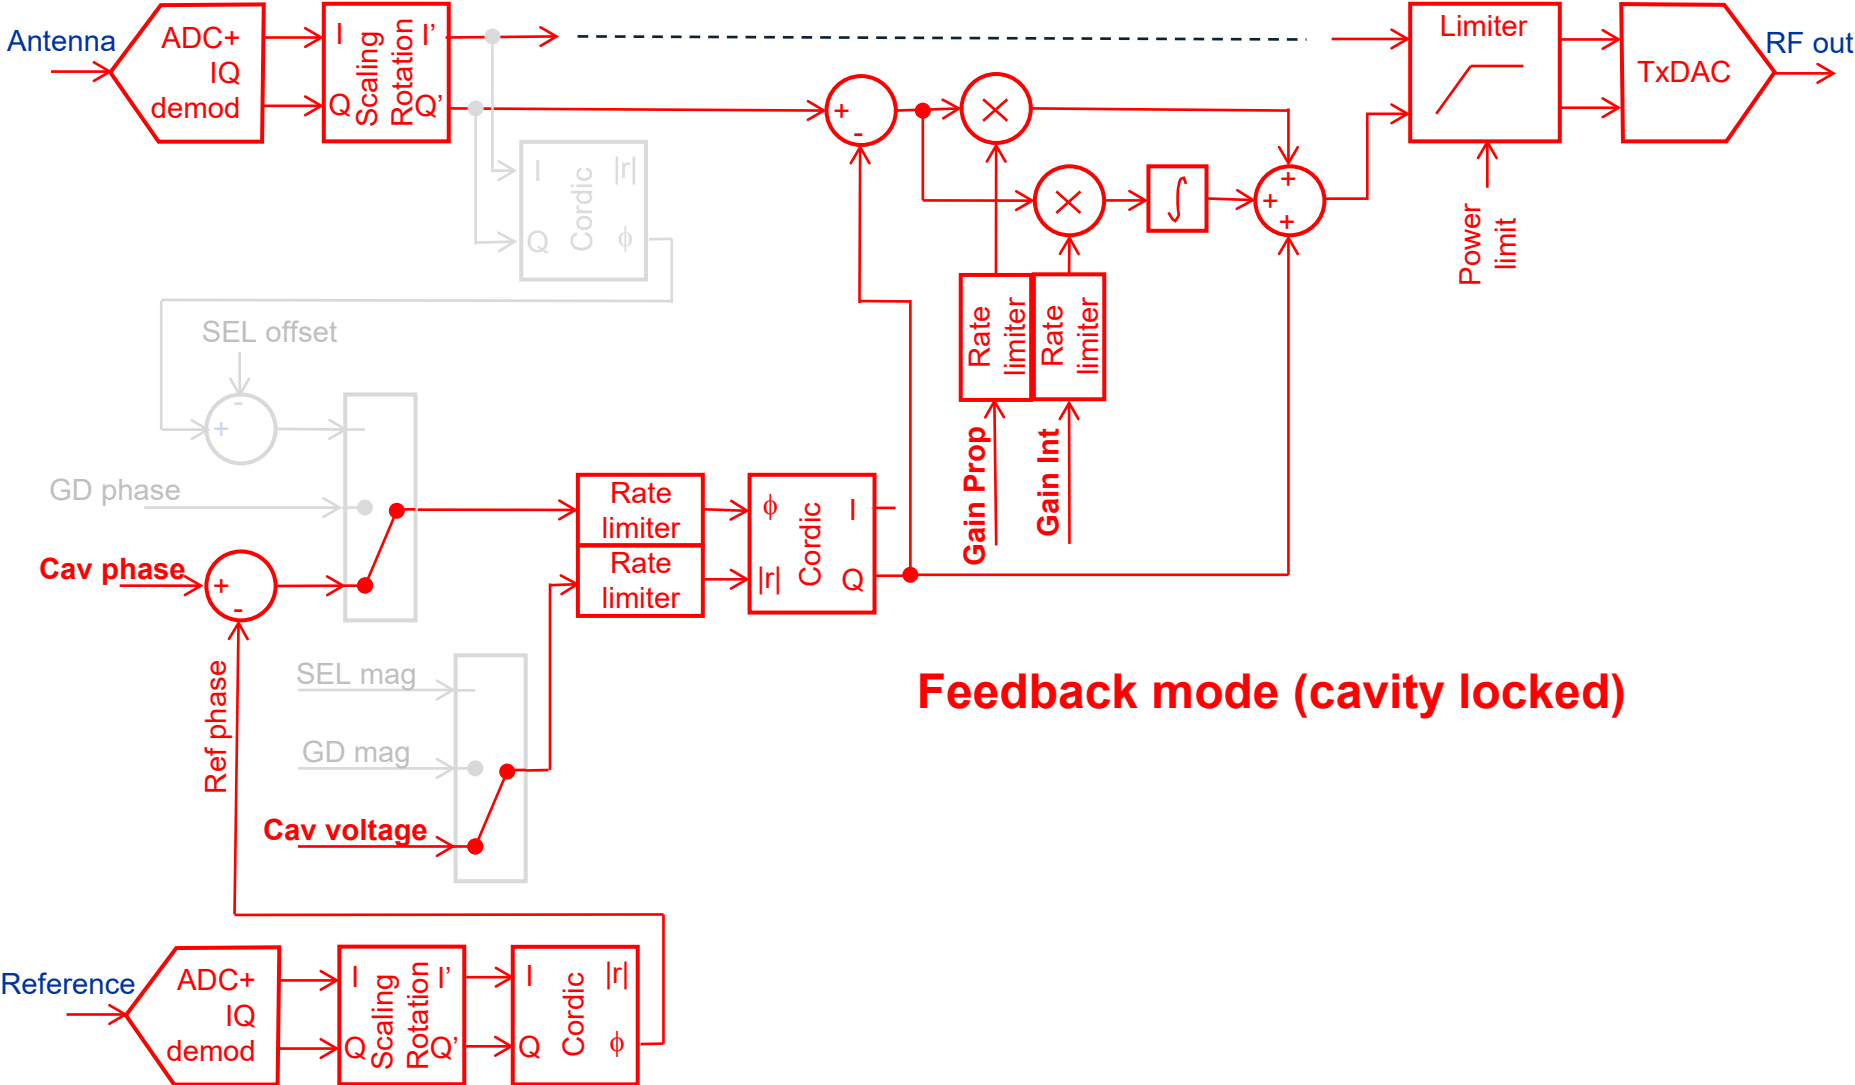 Antenna
ADC+
IQ
demod
I
Q
Scaling
Rotation
I’
Q’
I
Q
Cordic
|r|
ϕ
+
-
+
+
+
Rate
limiter
Rate
limiter
Gain Prop
Gain Int
Limiter
Power
limit
TxDAC
RF out
SEL offset
-
+
GD phase
Cav phase
+
-
Ref phase
Rate
limiter
Rate
limiter
ϕ
|r|
Cordic
I
Q
SEL mag
GD mag
Cav voltage
Feedback mode (cavity locked)
Reference
ADC+
IQ
demod
I
Q
Scaling
Rotation
I’
Q’
I
Q
Cordic
|r|
ϕ